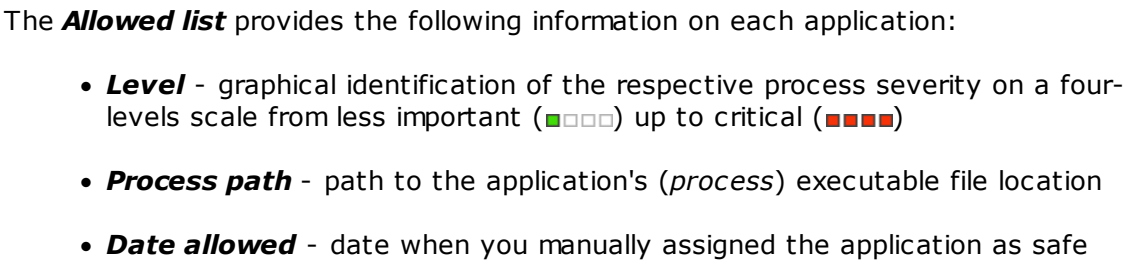 The Allowed list provides the following information on each application:
• Level - graphical identification of the respective process severity on a four-
levels scale from less important () up to critical ()
• Process path - path to the application's (process) executable file location
• Date allowed - date when you manually assigned the application as safe